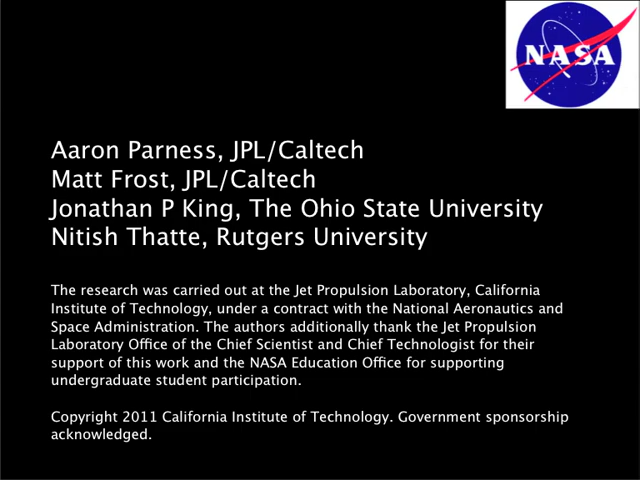 NASA
Aaron Parness, JPL/Caltech
Matt Frost, JPL/Caltech
Jonathan P King, The Ohio State University
Nitish Thatte, Rutgers University
The research was carried out at the Jet Propulsion Laboratory, California
Institute of Technology, under a contract with the National Aeronautics and
Space Administration. The authors additionally thank the Jet Propulsion
Laboratory Office of the Chief Scientist and Chief Technologist for their
support of this work and the NASA Education Office for supporting
undergraduate student participation.
Copyright 2011 California Institute of Technology. Government sponsorship
acknowledged.